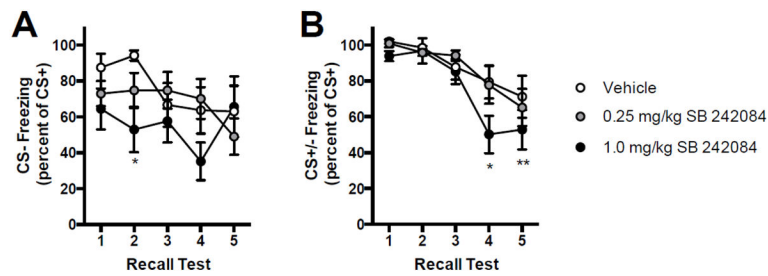 A
CS- Freezing
(percent of CS+)
100
80
60
40
20
0
*
1 2 3 4 5
Recall Test
B
CS+/- Freezing
(percent of CS+)
100
80
60
40
20
0
* **
1 2 3 4 5
Recall Test
Vehicle
0.25 mg/kg SB 242084
1.0 mg/kg SB 242084